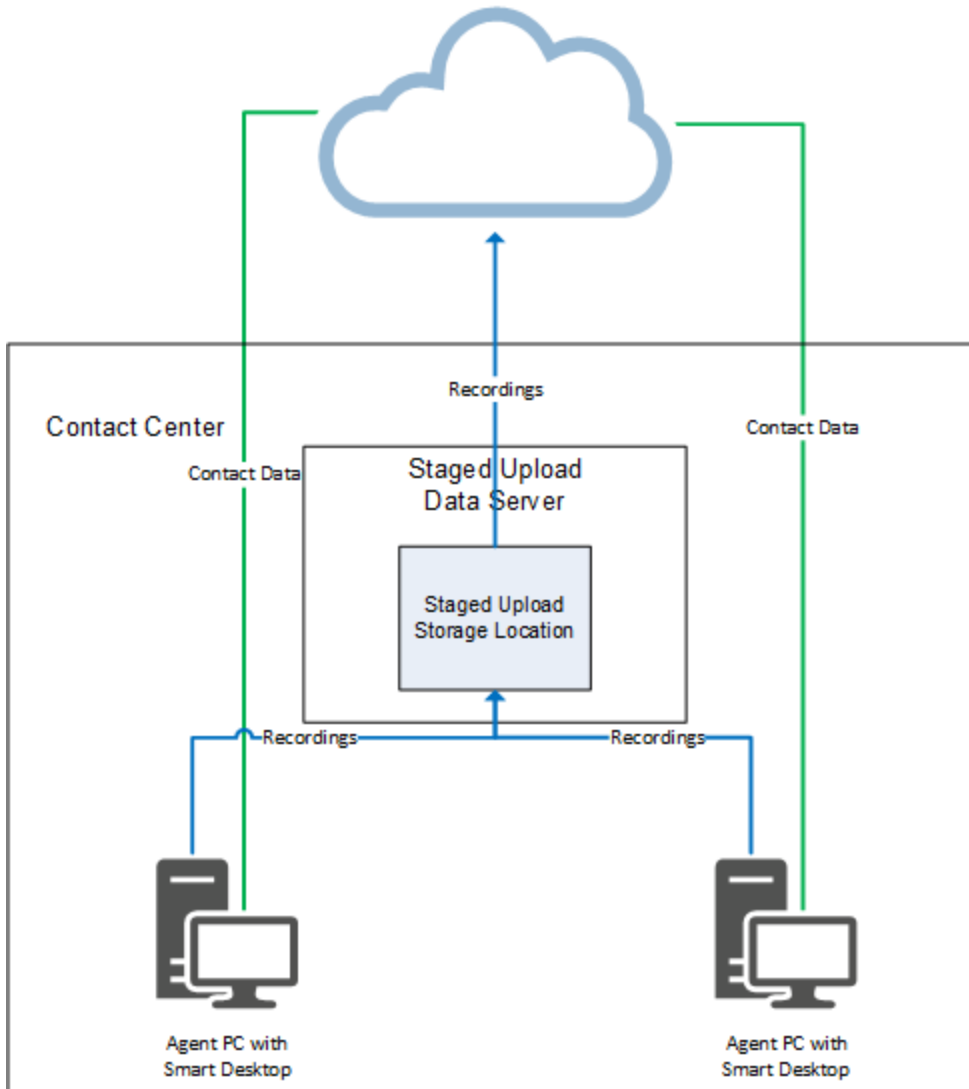 Recordings
Contact Center
Contact Data
Contact Data
Staged Upload
Data Server
Staged Upload
Storage Location
Recordings
Recordings
Agent PC with
Smart Desktop
Agent PC with
Smart Desktop